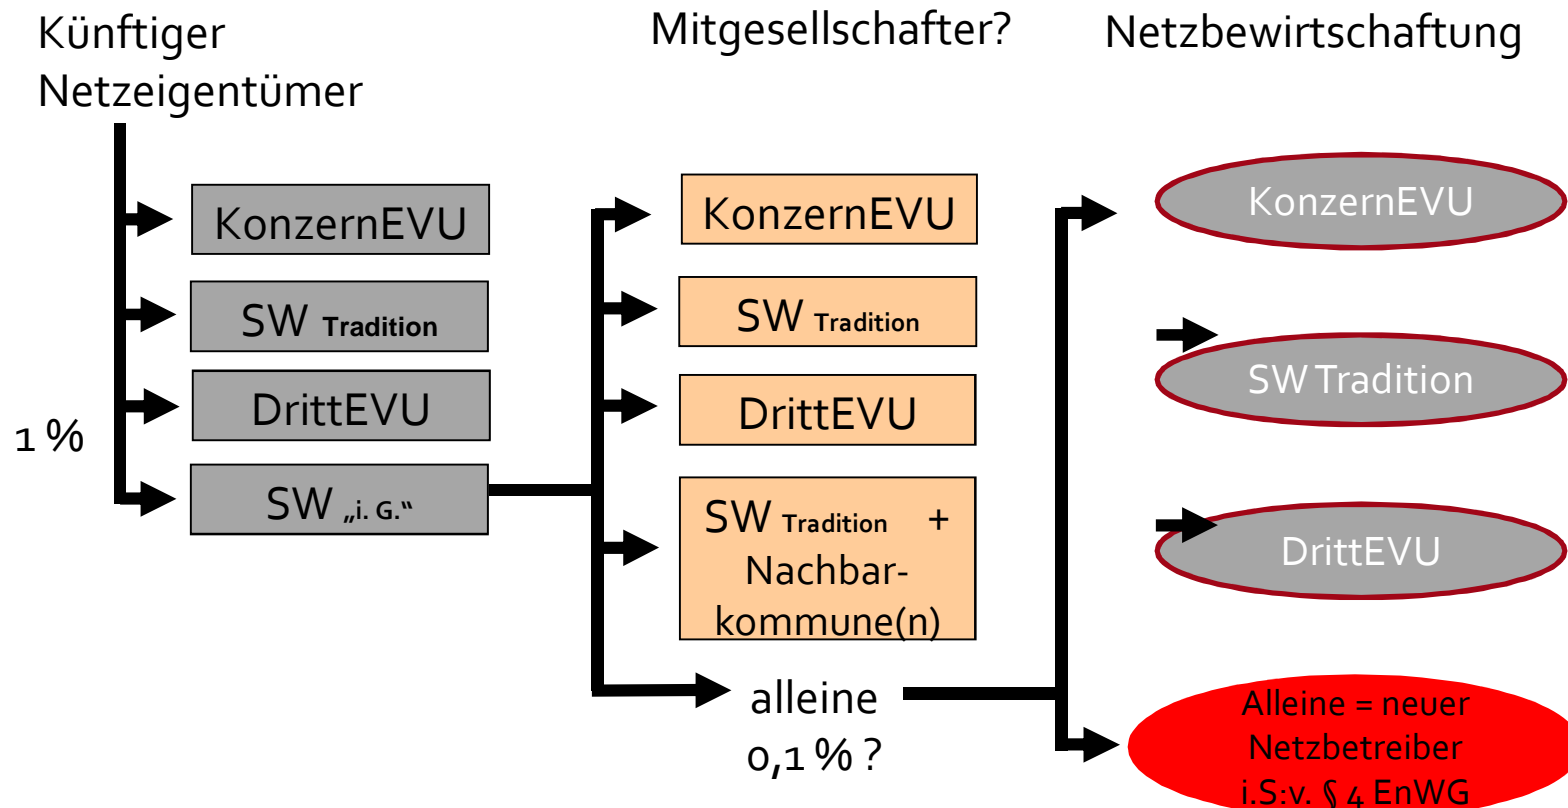 Künftiger
Netzeigentümer
KonzernEVU
SW Tradition
DrittEVU
1 %
SW „i. G.“
Mitgesellschafter?
KonzernEVU
SW Tradition
DrittEVU
SW Tradition +
Nachbar-
kommune(n)
alleine
0,1 % ?
Netzbewirtschaftung
KonzernEVU
SW Tradition
DrittEVU
Alleine = neuer
Netzbetreiber
i.S:v. § 4 EnWG